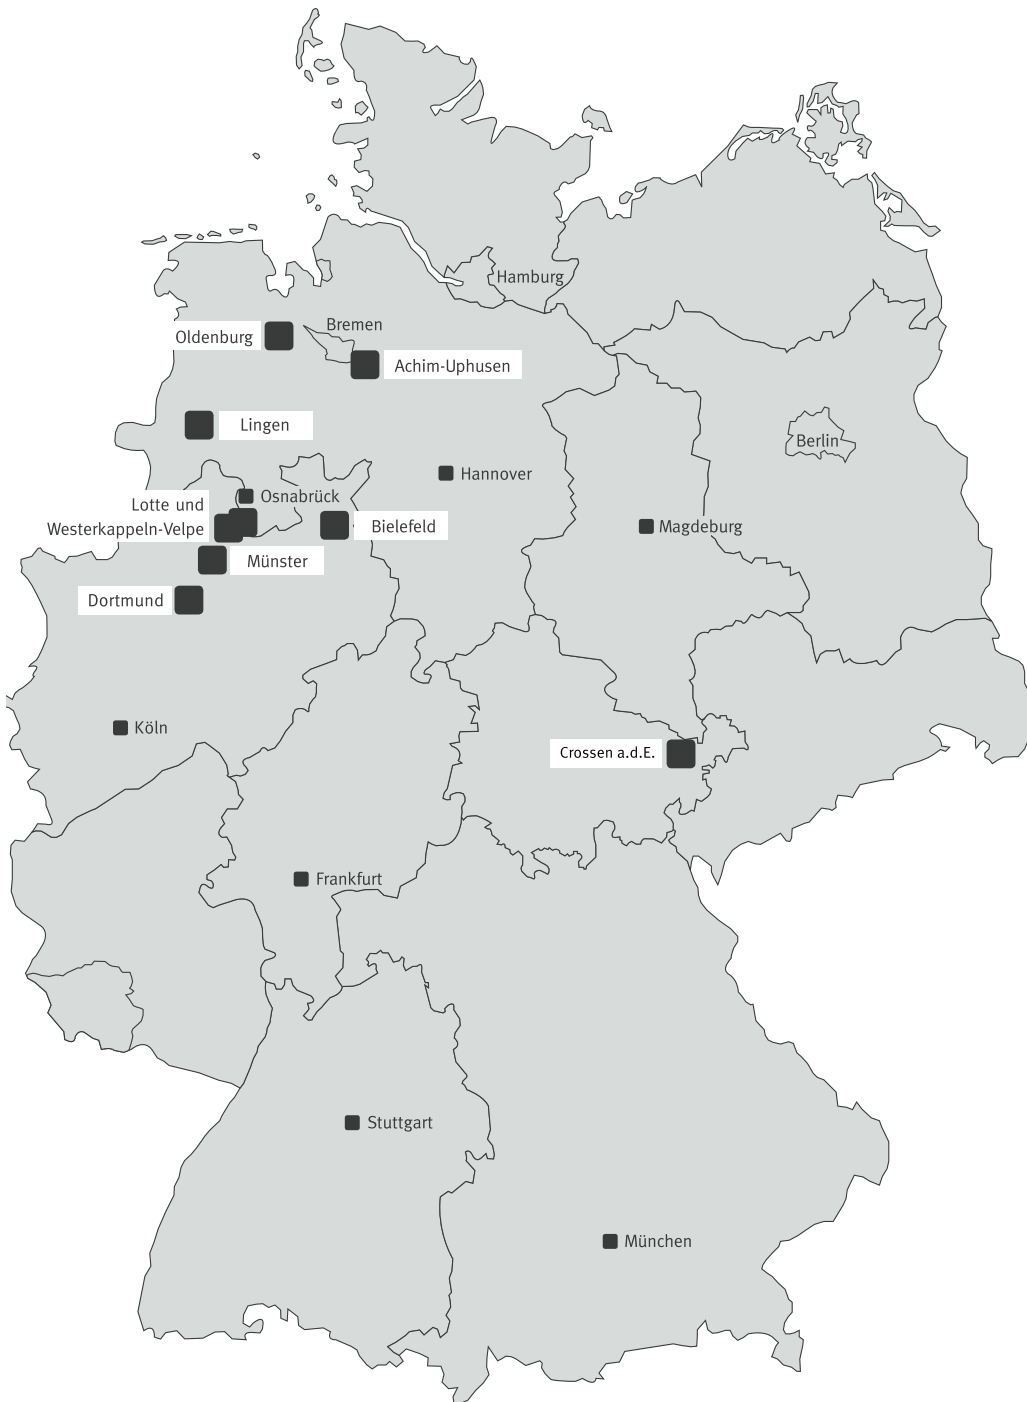 Hamburg
Bremen
Oldenburg
Achim-Uphusen
Lingen
Berlin
Hannover
Osnabrück
Lotte und
Westerkappeln-Velpe
Bielefeld
Magdeburg
Münster
Dortmund
Köln
Crossen a.d.E.
Frankfurt
Stuttgart
München